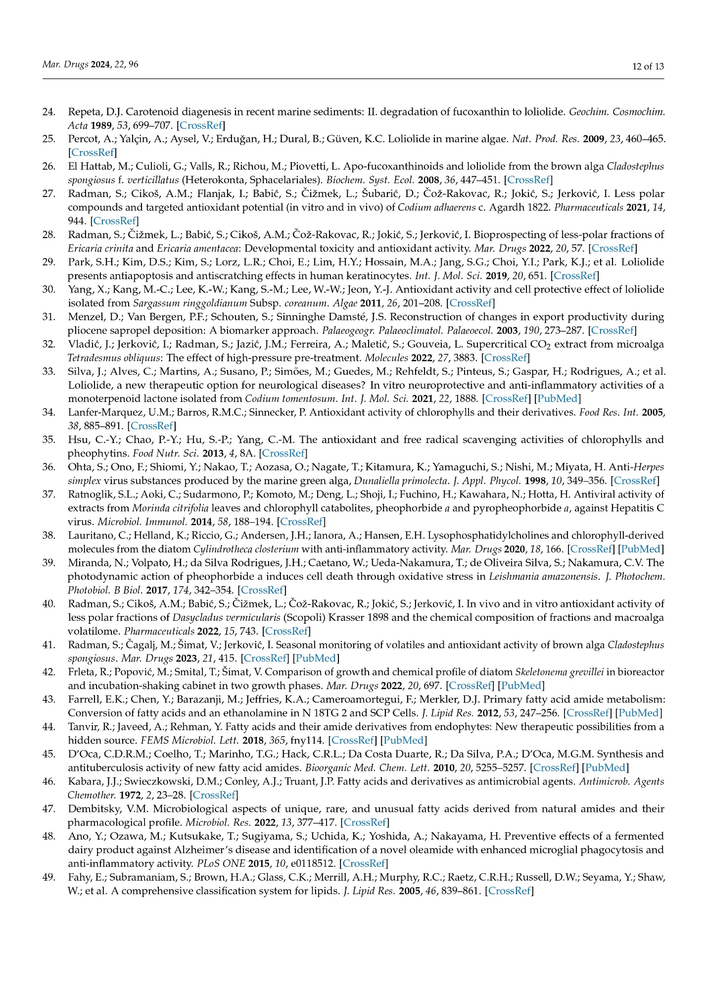 Mar. Drugs 2024, 22, 96
12 of 13
24. Repeta, D.J. Carotenoid diagenesis in recent marine sediments: II. degradation of fucoxanthin to loliolide. Geochim. Cosmochim.
Acta 1989, 53, 699–707. [CrossRef]
25. Percot, A.; Yalçin, A.; Aysel, V.; Erduğan, H.; Dural, B.; Güven, K.C. Loliolide in marine algae. Nat. Prod. Res. 2009, 23, 460–465.
[CrossRef]
26. El Hattab, M.; Culioli, G.; Valls, R.; Richou, M.; Piovetti, L. Apo-fucoxanthinoids and loliolide from the brown alga Cladostephus
spongiosus f. verticillatus (Heterokonta, Sphacelariales). Biochem. Syst. Ecol. 2008, 36, 447–451. [CrossRef]
27. Radman, S.; Cikoš, A.M.; Flanjak, I.; Babić, S.; Čižmek, L.; Šubarić, D.; Čož-Rakovac, R.; Jokić, S.; Jerković, I. Less polar
compounds and targeted antioxidant potential (in vitro and in vivo) of Codium adhaerens c. Agardh 1822. Pharmaceuticals 2021, 14,
944. [CrossRef]
28. Radman, S.; Čižmek, L.; Babić, S.; Cikoš, A.M.; Čož-Rakovac, R.; Jokić, S.; Jerković, I. Bioprospecting of less-polar fractions of
Ericaria crinita and Ericaria amentacea: Developmental toxicity and antioxidant activity. Mar. Drugs 2022, 20, 57. [CrossRef]
29. Park, S.H.; Kim, D.S.; Kim, S.; Lorz, L.R.; Choi, E.; Lim, H.Y.; Hossain, M.A.; Jang, S.G.; Choi, Y.I.; Park, K.J.; et al. Loliolide
presents antiapoptosis and antiscratching effects in human keratinocytes. Int. J. Mol. Sci. 2019, 20, 651. [CrossRef]
30. Yang, X.; Kang, M.-C.; Lee, K.-W.; Kang, S.-M.; Lee, W.-W.; Jeon, Y.-J. Antioxidant activity and cell protective effect of loliolide
isolated from Sargassum ringgoldianum Subsp. coreanum. Algae 2011, 26, 201–208. [CrossRef]
31. Menzel, D.; Van Bergen, P.F.; Schouten, S.; Sinninghe Damsté, J.S. Reconstruction of changes in export productivity during
pliocene sapropel deposition: A biomarker approach. Palaeogeogr. Palaeoclimatol. Palaeoecol. 2003, 190, 273–287. [CrossRef]
32. Vladić, J.; Jerković, I.; Radman, S.; Jazić, J.M.; Ferreira, A.; Maletić, S.; Gouveia, L. Supercritical CO2 extract from microalga
Tetradesmus obliquus: The effect of high-pressure pre-treatment. Molecules 2022, 27, 3883. [CrossRef]
33. Silva, J.; Alves, C.; Martins, A.; Susano, P.; Simões, M.; Guedes, M.; Rehfeldt, S.; Pinteus, S.; Gaspar, H.; Rodrigues, A.; et al.
Loliolide, a new therapeutic option for neurological diseases? In vitro neuroprotective and anti-inflammatory activities of a
monoterpenoid lactone isolated from Codium tomentosum. Int. J. Mol. Sci. 2021, 22, 1888. [CrossRef] [PubMed]
34. Lanfer-Marquez, U.M.; Barros, R.M.C.; Sinnecker, P. Antioxidant activity of chlorophylls and their derivatives. Food Res. Int. 2005,
38, 885–891. [CrossRef]
35. Hsu, C.-Y.; Chao, P.-Y.; Hu, S.-P.; Yang, C.-M. The antioxidant and free radical scavenging activities of chlorophylls and
pheophytins. Food Nutr. Sci. 2013, 4, 8A. [CrossRef]
36. Ohta, S.; Ono, F.; Shiomi, Y.; Nakao, T.; Aozasa, O.; Nagate, T.; Kitamura, K.; Yamaguchi, S.; Nishi, M.; Miyata, H. Anti-Herpes
simplex virus substances produced by the marine green alga, Dunaliella primolecta. J. Appl. Phycol. 1998, 10, 349–356. [CrossRef]
37. Ratnoglik, S.L.; Aoki, C.; Sudarmono, P.; Komoto, M.; Deng, L.; Shoji, I.; Fuchino, H.; Kawahara, N.; Hotta, H. Antiviral activity of
extracts from Morinda citrifolia leaves and chlorophyll catabolites, pheophorbide a and pyropheophorbide a, against Hepatitis C
virus. Microbiol. Immunol. 2014, 58, 188–194. [CrossRef]
38. Lauritano, C.; Helland, K.; Riccio, G.; Andersen, J.H.; Ianora, A.; Hansen, E.H. Lysophosphatidylcholines and chlorophyll-derived
molecules from the diatom Cylindrotheca closterium with anti-inflammatory activity. Mar. Drugs 2020, 18, 166. [CrossRef] [PubMed]
39. Miranda, N.; Volpato, H.; da Silva Rodrigues, J.H.; Caetano, W.; Ueda-Nakamura, T.; de Oliveira Silva, S.; Nakamura, C.V. The
photodynamic action of pheophorbide a induces cell death through oxidative stress in Leishmania amazonensis. J. Photochem.
Photobiol. B Biol. 2017, 174, 342–354. [CrossRef]
40. Radman, S.; Cikoš, A.M.; Babić, S.; Čižmek, L.; Čož-Rakovac, R.; Jokić, S.; Jerković, I. In vivo and in vitro antioxidant activity of
less polar fractions of Dasycladus vermicularis (Scopoli) Krasser 1898 and the chemical composition of fractions and macroalga
volatilome. Pharmaceuticals 2022, 15, 743. [CrossRef]
41. Radman, S.; Čagalj, M.; Šimat, V.; Jerković, I. Seasonal monitoring of volatiles and antioxidant activity of brown alga Cladostephus
spongiosus. Mar. Drugs 2023, 21, 415. [CrossRef] [PubMed]
42. Frleta, R.; Popović, M.; Smital, T.; Šimat, V. Comparison of growth and chemical profile of diatom Skeletonema grevillei in bioreactor
and incubation-shaking cabinet in two growth phases. Mar. Drugs 2022, 20, 697. [CrossRef] [PubMed]
43. Farrell, E.K.; Chen, Y.; Barazanji, M.; Jeffries, K.A.; Cameroamortegui, F.; Merkler, D.J. Primary fatty acid amide metabolism:
Conversion of fatty acids and an ethanolamine in N 18TG 2 and SCP Cells. J. Lipid Res. 2012, 53, 247–256. [CrossRef] [PubMed]
44. Tanvir, R.; Javeed, A.; Rehman, Y. Fatty acids and their amide derivatives from endophytes: New therapeutic possibilities from a
hidden source. FEMS Microbiol. Lett. 2018, 365, fny114. [CrossRef] [PubMed]
45. D’Oca, C.D.R.M.; Coelho, T.; Marinho, T.G.; Hack, C.R.L.; Da Costa Duarte, R.; Da Silva, P.A.; D’Oca, M.G.M. Synthesis and
antituberculosis activity of new fatty acid amides. Bioorganic Med. Chem. Lett. 2010, 20, 5255–5257. [CrossRef] [PubMed]
46. Kabara, J.J.; Swieczkowski, D.M.; Conley, A.J.; Truant, J.P. Fatty acids and derivatives as antimicrobial agents. Antimicrob. Agents
Chemother. 1972, 2, 23–28. [CrossRef]
47. Dembitsky, V.M. Microbiological aspects of unique, rare, and unusual fatty acids derived from natural amides and their
pharmacological profile. Microbiol. Res. 2022, 13, 377–417. [CrossRef]
48. Ano, Y.; Ozawa, M.; Kutsukake, T.; Sugiyama, S.; Uchida, K.; Yoshida, A.; Nakayama, H. Preventive effects of a fermented
dairy product against Alzheimer’s disease and identification of a novel oleamide with enhanced microglial phagocytosis and
anti-inflammatory activity. PLoS ONE 2015, 10, e0118512. [CrossRef]
49. Fahy, E.; Subramaniam, S.; Brown, H.A.; Glass, C.K.; Merrill, A.H.; Murphy, R.C.; Raetz, C.R.H.; Russell, D.W.; Seyama, Y.; Shaw,
W.; et al. A comprehensive classification system for lipids. J. Lipid Res. 2005, 46, 839–861. [CrossRef]